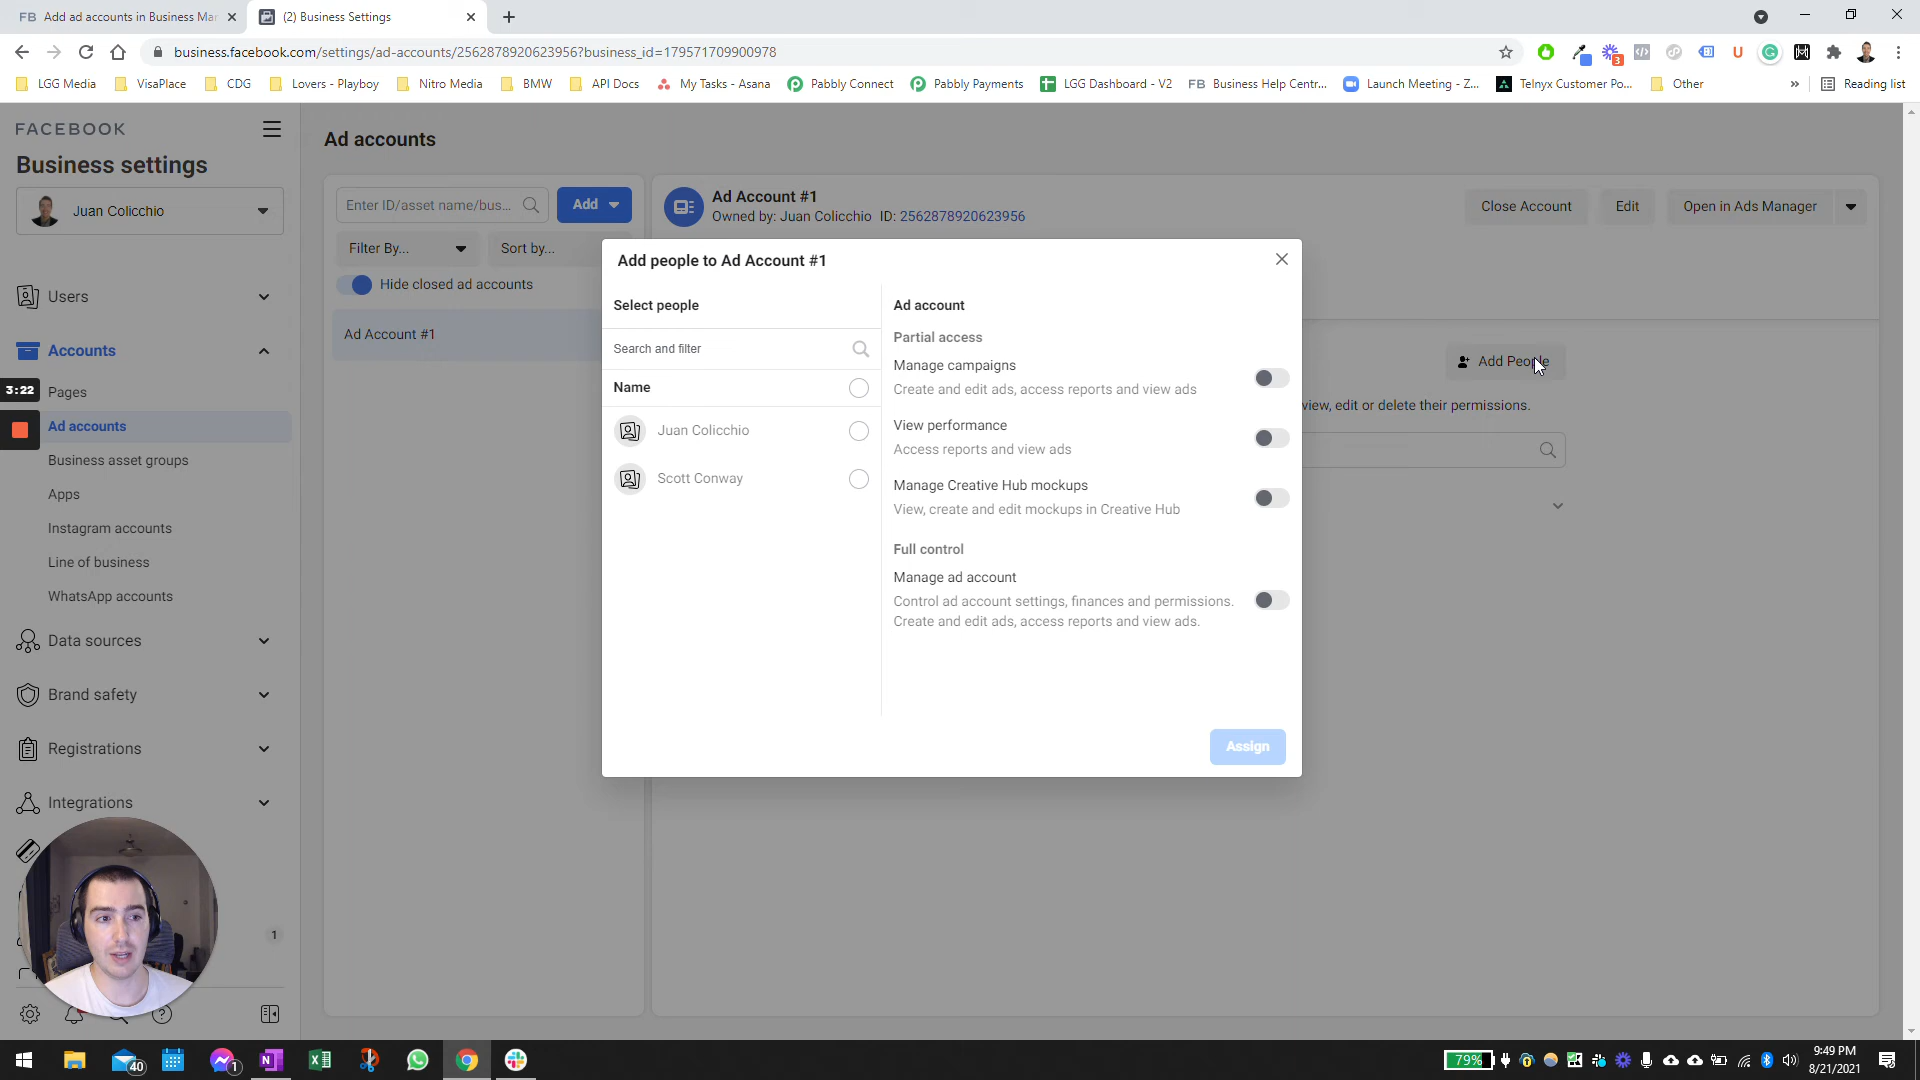 FB Add ad accounts in Business Mar
(2) Business Settings
business.facebook.com/settings/ad-accounts/2562878920623956?business_id=179571709900978
3
LGG Media
VisaPlace
CDG
Lovers - Playboy
Nitro Media
BMW
API Docs
My Tasks - Asana
Pabbly Connect
Pabbly Payments
LGG Dashboard - V2
FB Business Help Centr...
Launch Meeting - Z...
Telnyx Customer Po...
Other
»
Reading list
FACEBOOK
Business settings
Juan Colicchio
Users
Accounts
3:22
Pages
Ad accounts
Business asset groups
Apps
Instagram accounts
Line of business
WhatsApp accounts
Data sources
Brand safety
Registrations
Integrations
1
Ad accounts
Enter ID/asset name/bus...
Add
Filter By...
Sort by...
Hide closed ad accounts
Ad Account #1
Ad Account #1
Owned by: Juan Colicchio ID: 2562878920623956
Close Account
Edit
Open in Ads Manager
Add People
view, edit or delete their permissions.
Add people to Ad Account #1
Select people
Search and filter
Name
Juan Colicchio
Scott Conway
Ad account
Partial access
Manage campaigns
Create and edit ads, access reports and view ads
View performance
Access reports and view ads
Manage Creative Hub mockups
View, create and edit mockups in Creative Hub
Full control
Manage ad account
Control ad account settings, finances and permissions.
Create and edit ads, access reports and view ads.
Assign
40
1
79%
9:49 PM
8/21/2021